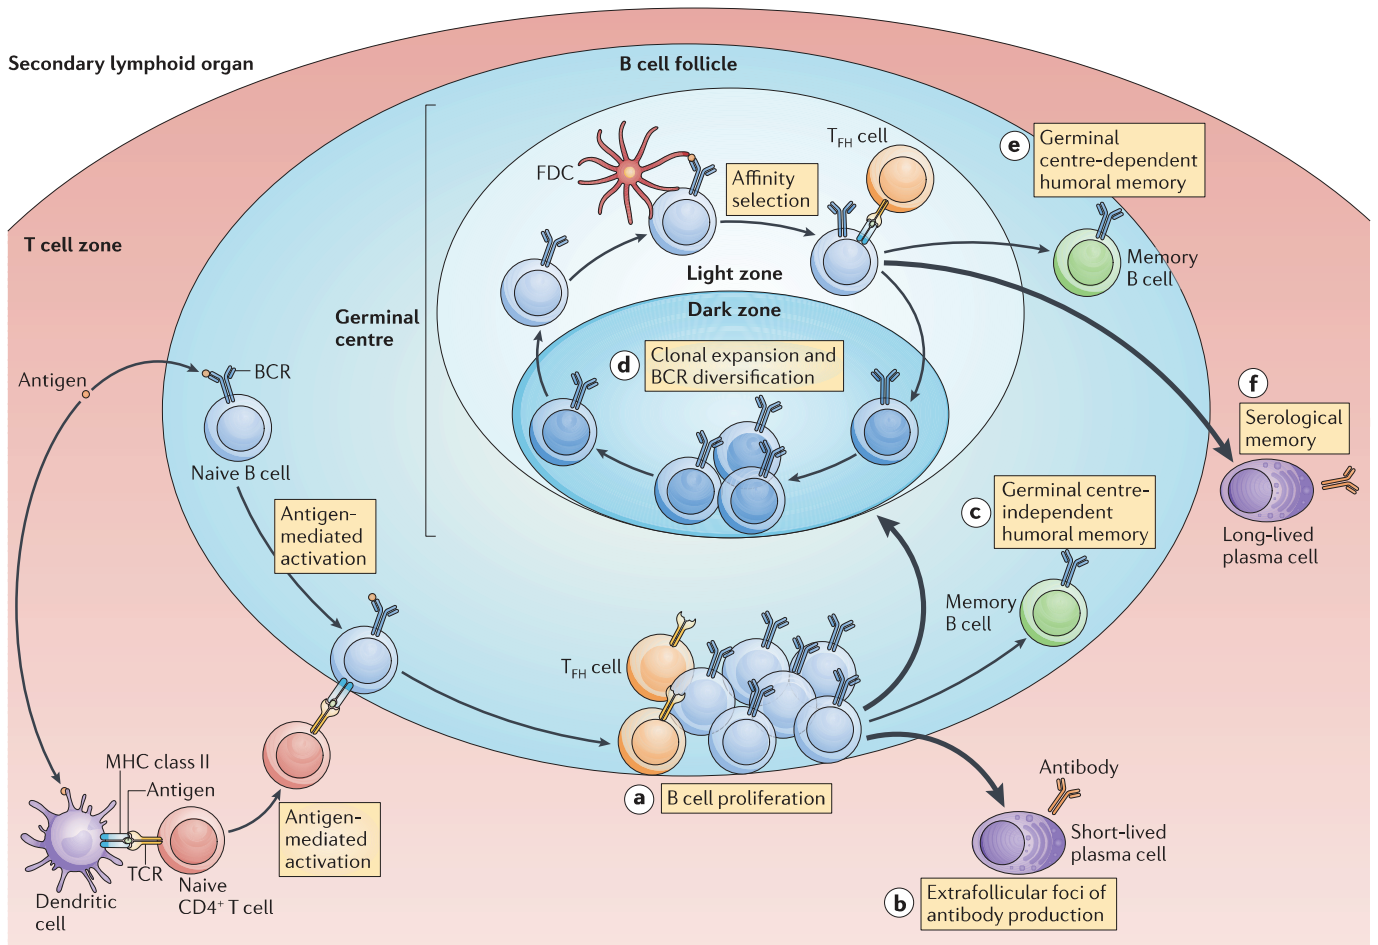 Secondary lymphoid organ
B cell follicle
T cell zone
Germinal
centre
FDC
Affinity
selection
T_FH cell
e
Germinal
centre-dependent
humoral memory
Memory
B cell
Light zone
Dark zone
d
Clonal expansion and
BCR diversification
f
Serological
memory
Long-lived
plasma cell
Antigen
BCR
Naive B cell
Antigen-
mediated
activation
c
Germinal centre-
independent
humoral memory
Memory
B cell
T_FH cell
a
B cell proliferation
MHC class II
Antigen
TCR
Dendritic
cell
Naive
CD4⁺ T cell
Antigen-
mediated
activation
Antibody
Short-lived
plasma cell
b
Extrafollicular foci of
antibody production